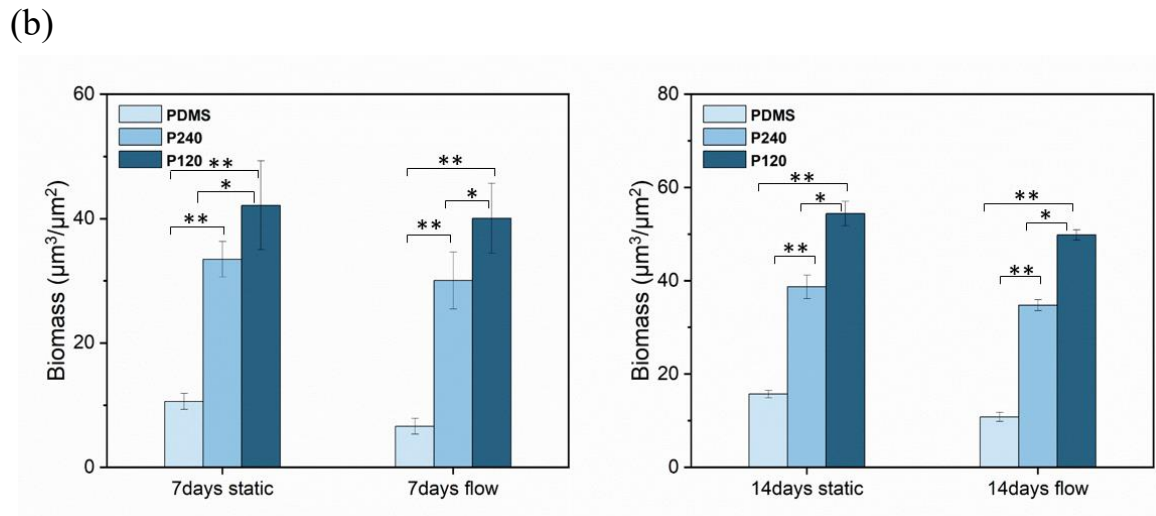 (b)
60
40
20
0
Biomass (μm³/μm²)
PDMS
P240
P120
**
*
**
**
*
**
7days static
7days flow
80
60
40
20
0
Biomass (μm³/μm²)
PDMS
P240
P120
**
*
**
**
*
**
14days static
14days flow